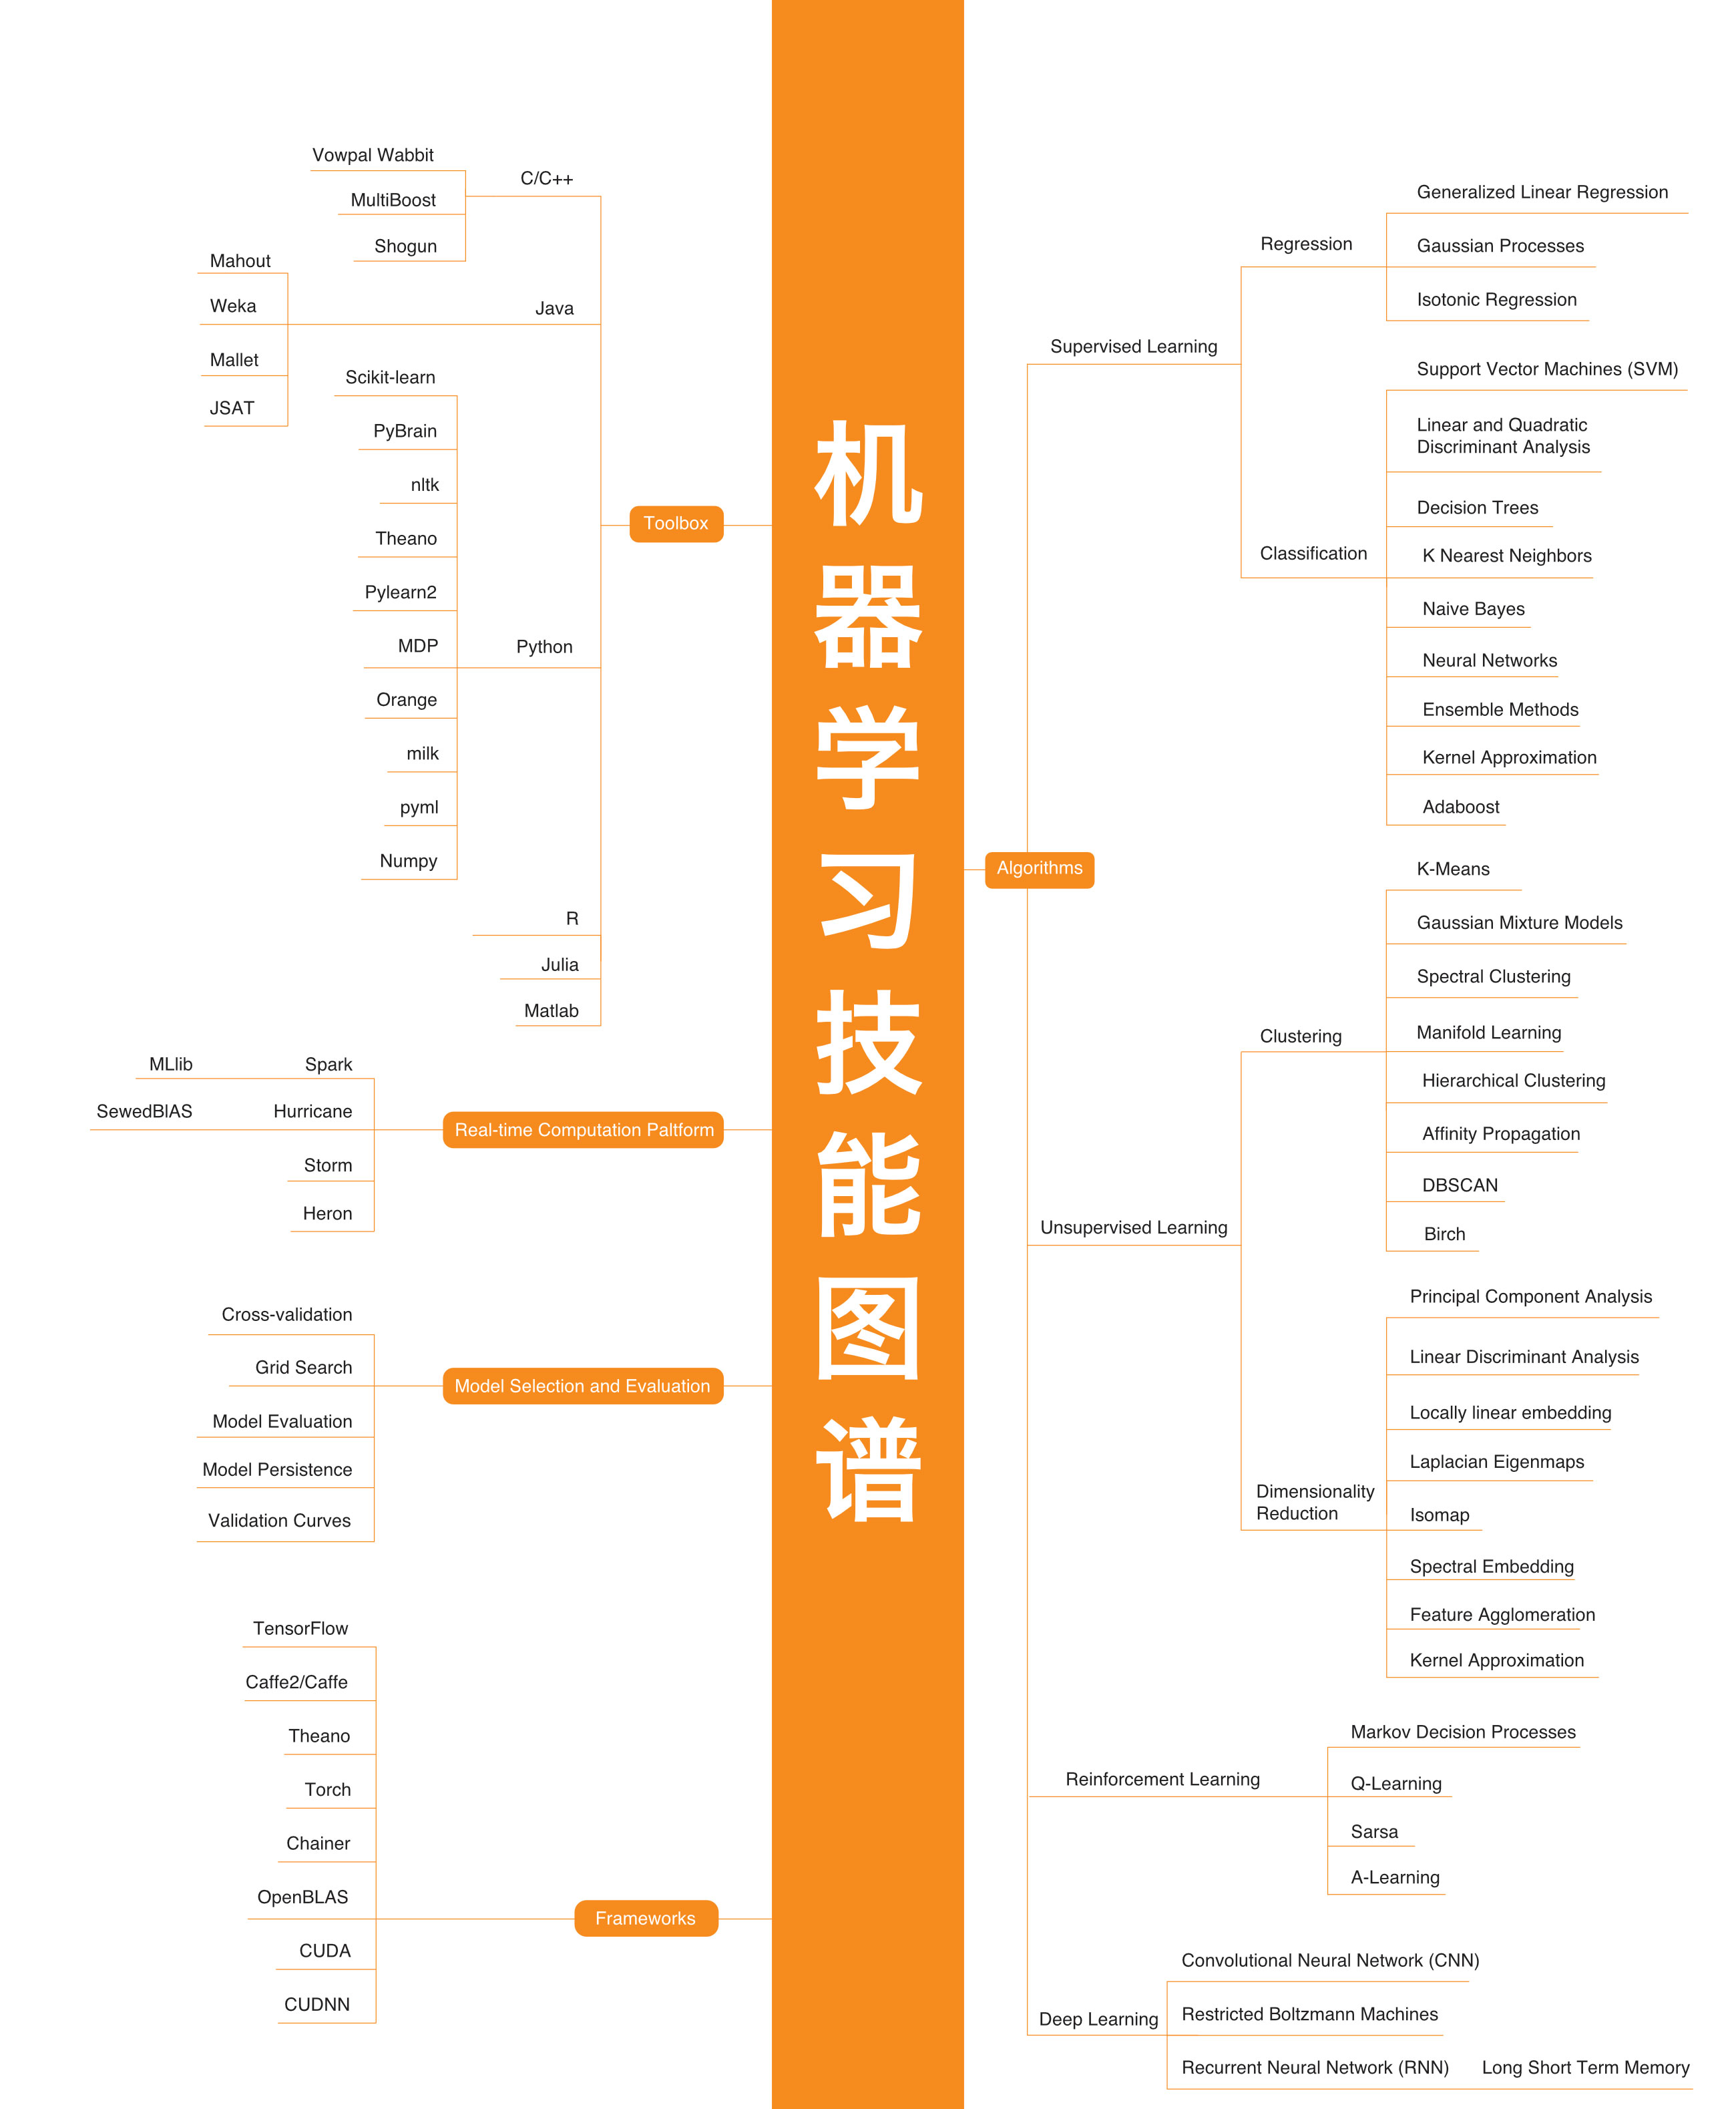 机器学习技能图谱
Toolbox
C/C++
Vowpal Wabbit
MultiBoost
Shogun
Java
Mahout
Weka
Mallet
JSAT
Python
Scikit-learn
PyBrain
nltk
Theano
Pylearn2
MDP
Orange
milk
pyml
Numpy
R
Julia
Matlab
Real-time Computation Paltform
Spark
MLlib
Hurricane
SewedBlAS
Storm
Heron
Model Selection and Evaluation
Cross-validation
Grid Search
Model Evaluation
Model Persistence
Validation Curves
Frameworks
TensorFlow
Caffe2/Caffe
Theano
Torch
Chainer
OpenBLAS
CUDA
CUDNN
Algorithms
Supervised Learning
Regression
Generalized Linear Regression
Gaussian Processes
Isotonic Regression
Classification
Support Vector Machines (SVM)
Linear and Quadratic
Discriminant Analysis
Decision Trees
K Nearest Neighbors
Naive Bayes
Neural Networks
Ensemble Methods
Kernel Approximation
Adaboost
Unsupervised Learning
Clustering
K-Means
Gaussian Mixture Models
Spectral Clustering
Manifold Learning
Hierarchical Clustering
Affinity Propagation
DBSCAN
Birch
Dimensionality
Reduction
Principal Component Analysis
Linear Discriminant Analysis
Locally linear embedding
Laplacian Eigenmaps
Isomap
Spectral Embedding
Feature Agglomeration
Kernel Approximation
Reinforcement Learning
Markov Decision Processes
Q-Learning
Sarsa
A-Learning
Deep Learning
Convolutional Neural Network (CNN)
Restricted Boltzmann Machines
Recurrent Neural Network (RNN)
Long Short Term Memory